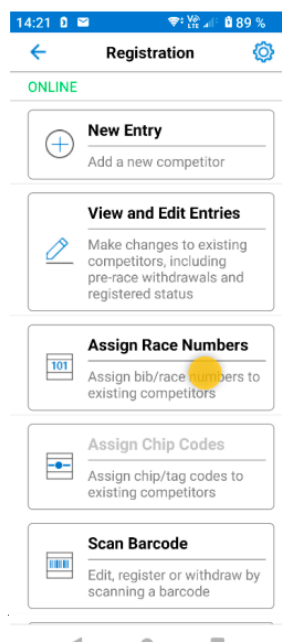 14:21 89 %
Registration
ONLINE
New Entry
Add a new competitor
View and Edit Entries
Make changes to existing
competitors, including
pre-race withdrawals and
registered status
Assign Race Numbers
101
Assign bib/race numbers to
existing competitors
Assign Chip Codes
Assign chip/tag codes to
existing competitors
Scan Barcode
Edit, register or withdraw by
scanning a barcode